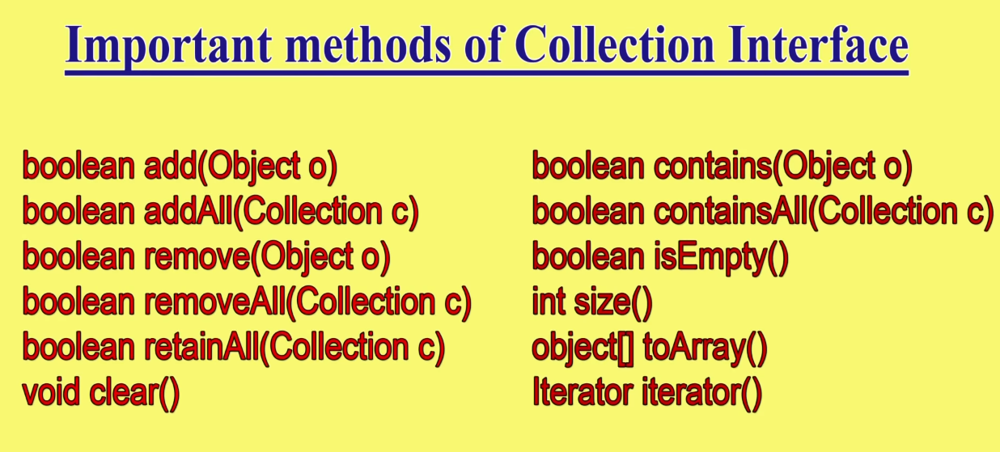 Important methods of Collection Interface
boolean add(Object o)
boolean addAll(Collection c)
boolean remove(Object o)
boolean removeAll(Collection c)
boolean retainAll(Collection c)
void clear()
boolean contains(Object o)
boolean containsAll(Collection c)
boolean isEmpty()
int size()
object[] toArray()
Iterator iterator()